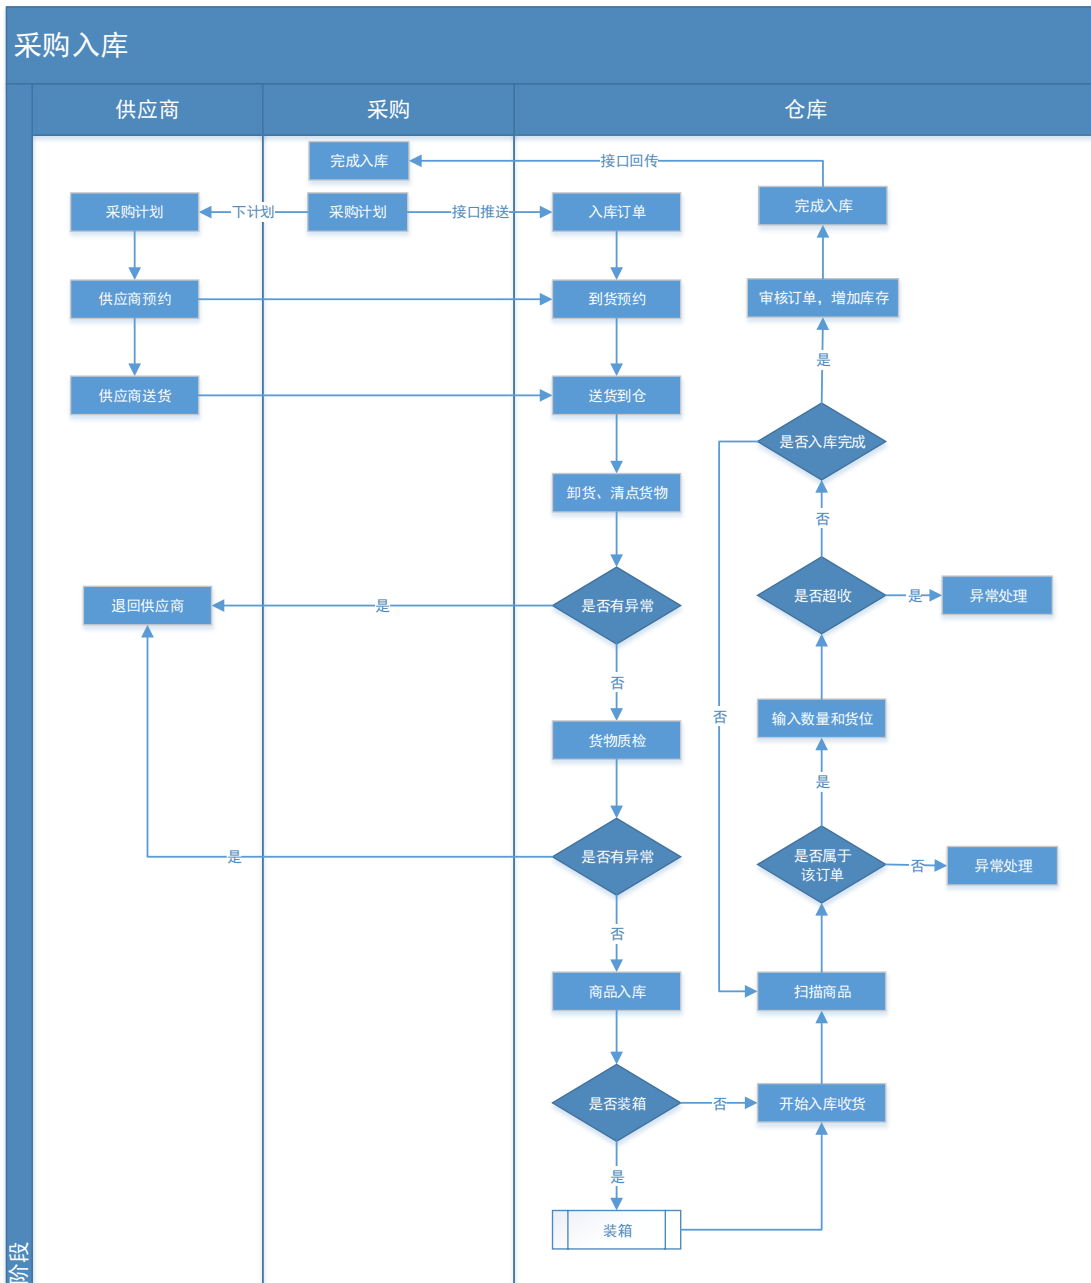 采购入库
供应商
采购
仓库
完成入库
接口回传
采购计划
下计划
采购计划
接口推送
入库订单
完成入库
供应商预约
到货预约
审核订单，增加库存
是
供应商送货
送货到仓
是否入库完成
卸货、清点货物
否
退回供应商
是
是否有异常
是否超收
是
异常处理
否
否
输入数量和货位
货物质检
是
是
是否有异常
是否属于
该订单
否
异常处理
否
商品入库
扫描商品
是否装箱
否
开始入库收货
是
装箱
阶段